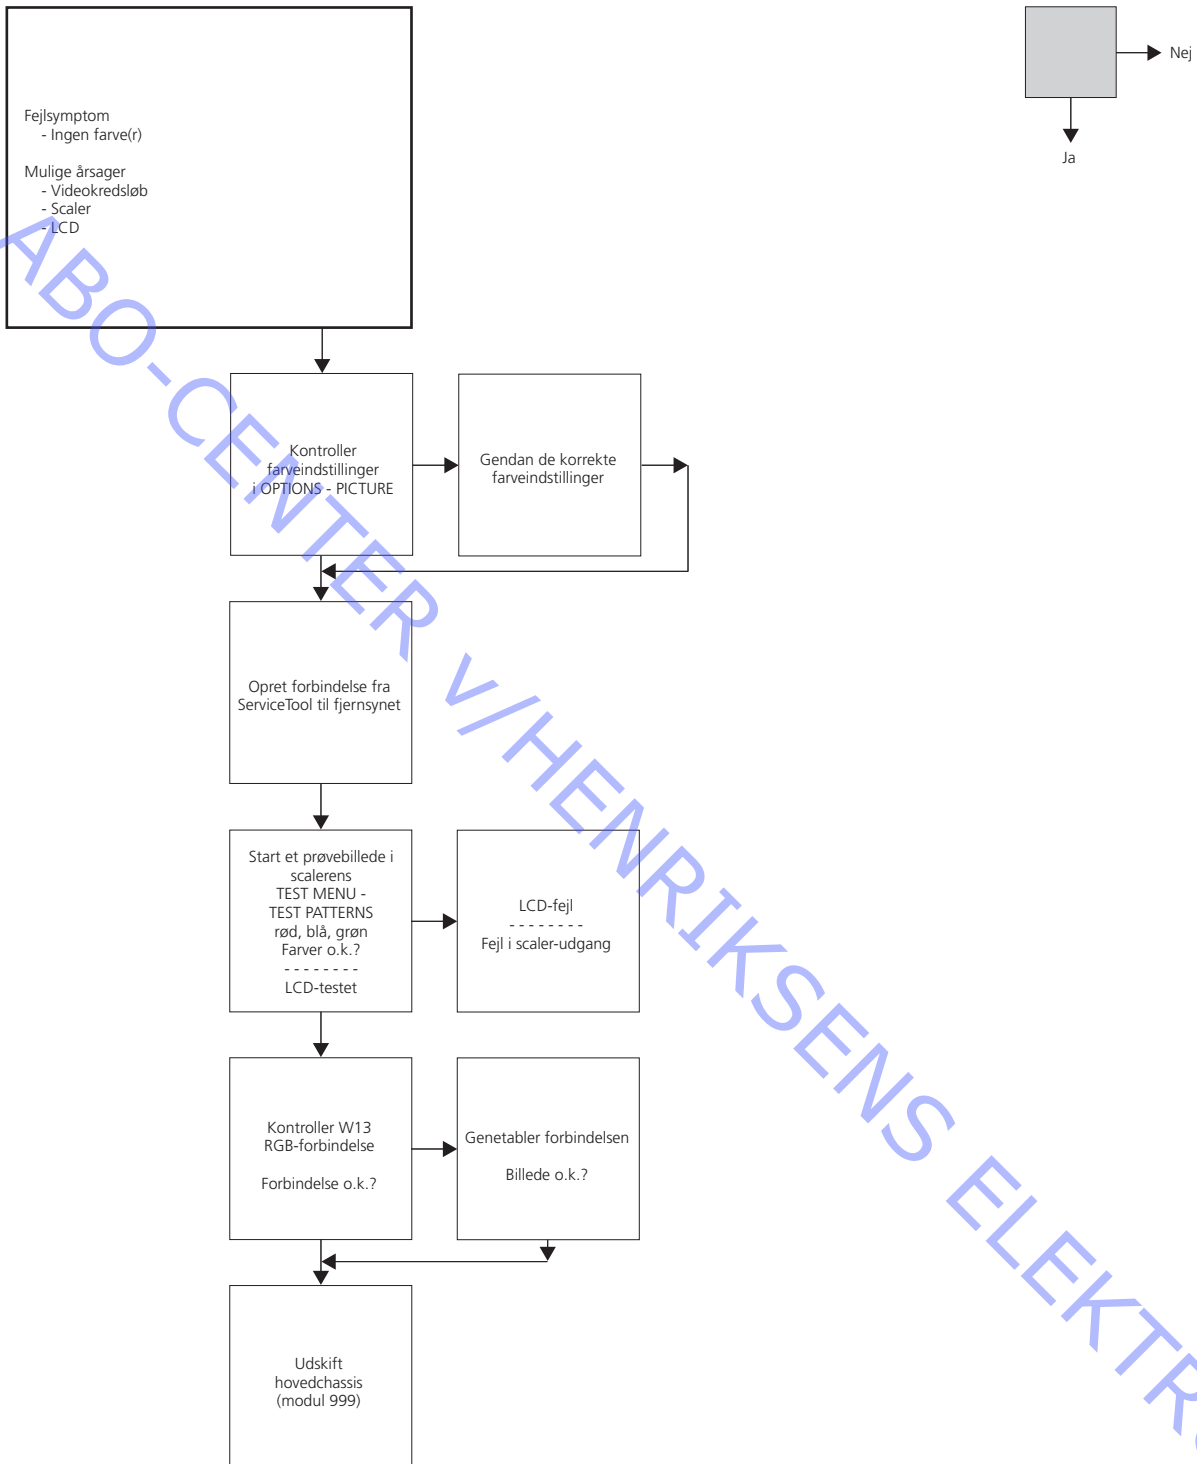 Fejlsymptom
- Ingen farve(r)
Mulige årsager
- Videokredsløb
- Scaler
- LCD
Nej
Ja
Kontroller
farveindstillinger
i OPTIONS - PICTURE
Gendan de korrekte
farveindstillinger
Opret forbindelse fra
ServiceTool til fjernsynet
Start et prøvebillede i
scalerens
TEST MENU -
TEST PATTERNS
rød, blå, grøn
Farver o.k.?
- - - - - - - -
LCD-testet
LCD-fejl
- - - - - - - -
Fejl i scaler-udgang
Kontroller W13
RGB-forbindelse
Forbindelse o.k.?
Genetabler forbindelsen
Billede o.k.?
Udskift
hovedchassis
(modul 999)
ABO-CENTER v/HENRIKSENS ELEKTR